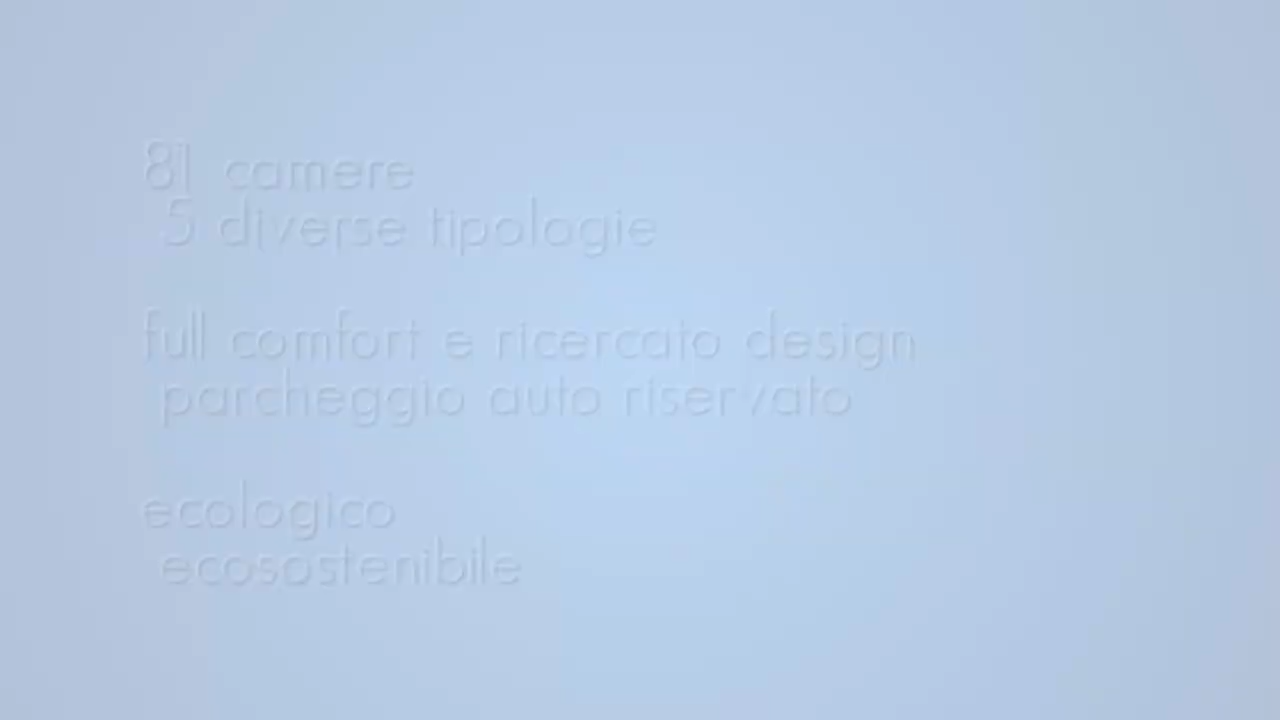 81 camere
5 diverse tipologie
full comfort e ricercato design
parcheggio auto riservato
ecologico
ecosostenibile